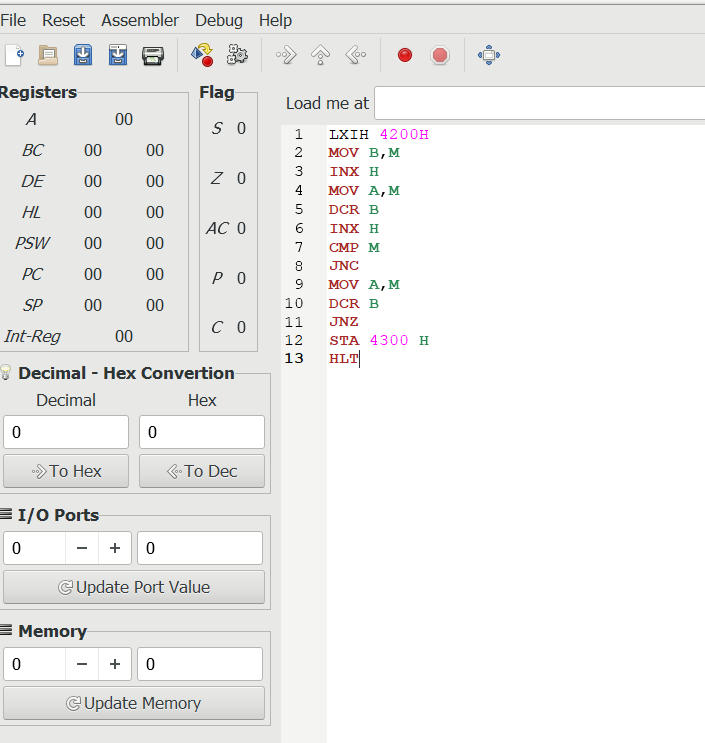 File Reset Assembler Debug Help
Registers
A 00
BC 00 00
DE 00 00
HL 00 00
PSW 00 00
PC 00 00
SP 00 00
Int-Reg 00
Flag
S 0
Z 0
AC 0
P 0
C 0
Decimal - Hex Convertion
Decimal Hex
0 0
To Hex To Dec
I/O Ports
0 − + 0
Update Port Value
Memory
0 − + 0
Update Memory
Load me at
1 LXIH 4200H
2 MOV B,M
3 INX H
4 MOV A,M
5 DCR B
6 INX H
7 CMP M
8 JNC
9 MOV A,M
10 DCR B
11 JNZ
12 STA 4300 H
13 HLT